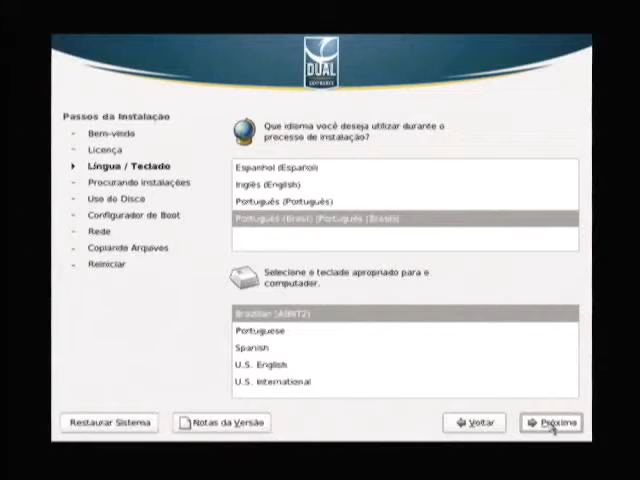 DUAL
Passos da Instalação
- Bem-vindo
- Licença
Língua / Teclado
- Procurando instalações
- Uso do Disco
- Configurador de Boot
- Rede
- Copiando Arquivos
- Reiniciar
Que idioma você deseja utilizar durante o
processo de instalação?
Espanhol (Español)
Inglês (English)
Português (Português)
Português (Brasil) (Português (Brasil))
Selecione o teclado apropriado para o
computador.
Brazilian (ABNT2)
Portuguese
Spanish
U.S. English
U.S. International
Restaurar Sistema
Notas da Versão
Voltar
Próximo